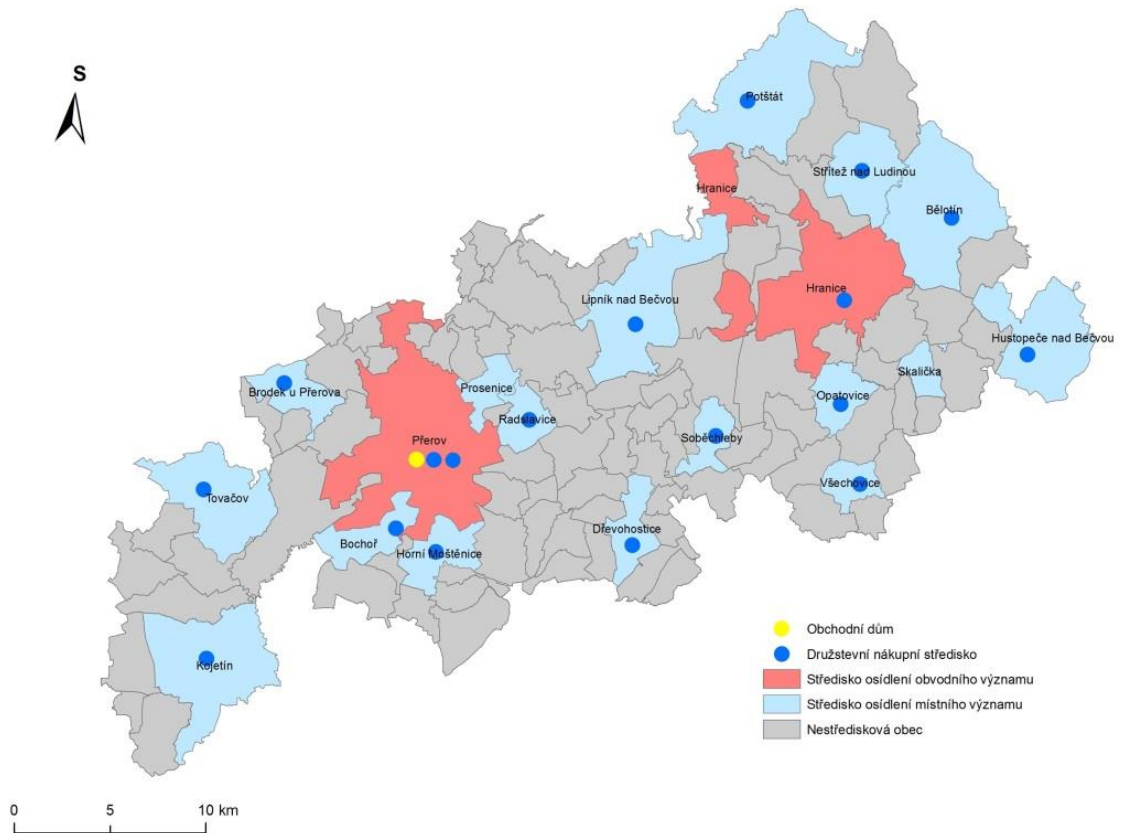 S
Potštát
Střítež nad Ludinou
Hranice
Bělotín
Hranice
Lipník nad Bečvou
Hustopeče nad Bečvou
Skalička
Prosenice
Brodek u Přerova
Opatovice
Radslavice
Soběchleby
Přerov
Všechovice
Tovačov
Dřevohostice
Bochoř
Horní Moštěnice
Kojetín
Obchodní dům
Družstevní nákupní středisko
Středisko osídlení obvodního významu
Středisko osídlení místního významu
Nestředisková obec
0 5 10 km